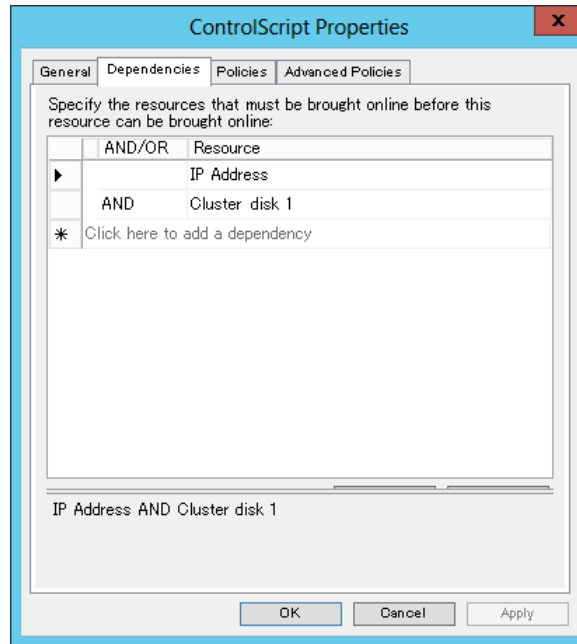 ControlScript Properties
x
General Dependencies Policies Advanced Policies
Specify the resources that must be brought online before this
resource can be brought online:
AND/OR Resource
IP Address
AND Cluster disk 1
Click here to add a dependency
IP Address AND Cluster disk 1
OK Cancel Apply